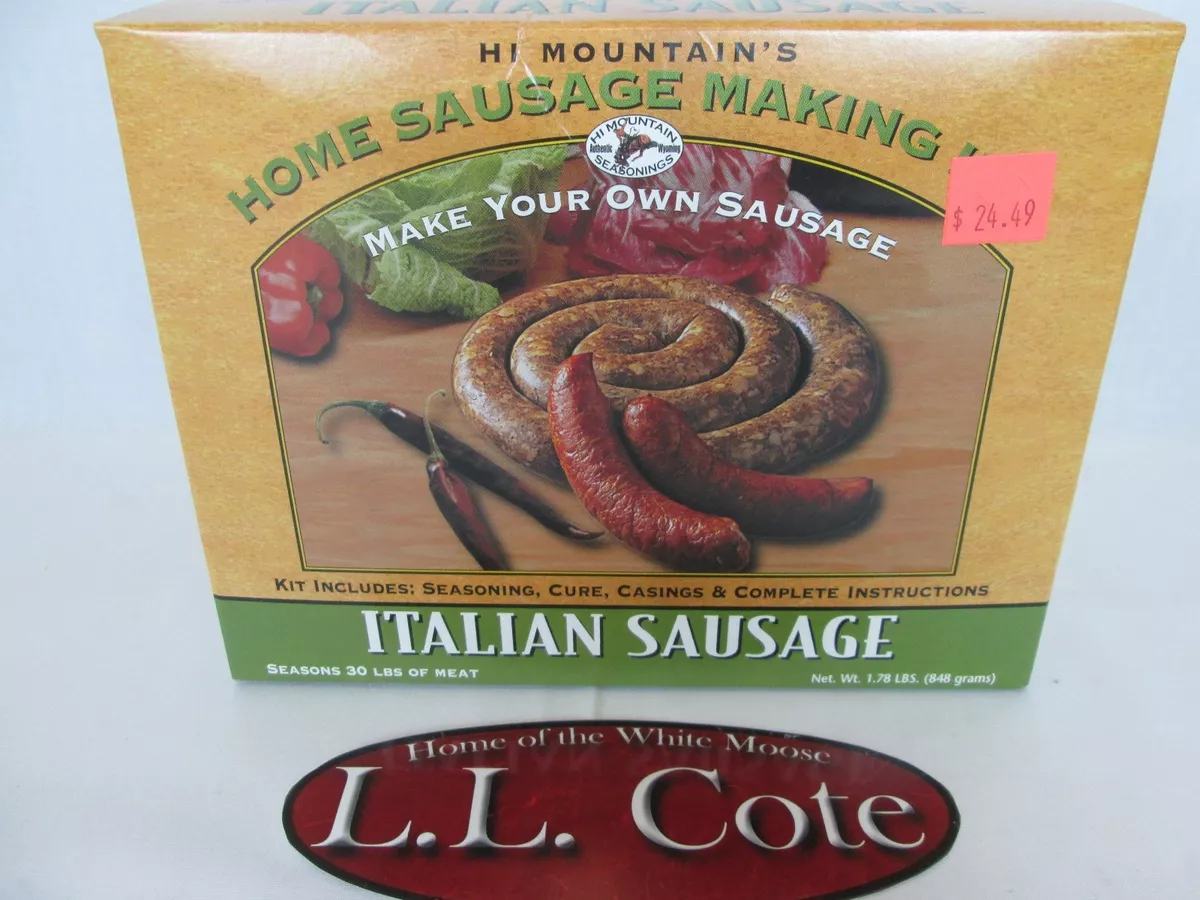 ITALIAN SAUSAGE
HI MOUNTAIN'S
HOME SAUSAGE MAKING
HI MOUNTAIN
Authentic Wyoming
SEASONINGS
$ 24.49
MAKE YOUR OWN SAUSAGE
KIT INCLUDES: SEASONING, CURE, CASINGS & COMPLETE INSTRUCTIONS
ITALIAN SAUSAGE
SEASONS 30 LBS OF MEAT
Net. Wt. 1.78 LBS. (848 grams)
Home of the White Moose
L.L. Cote